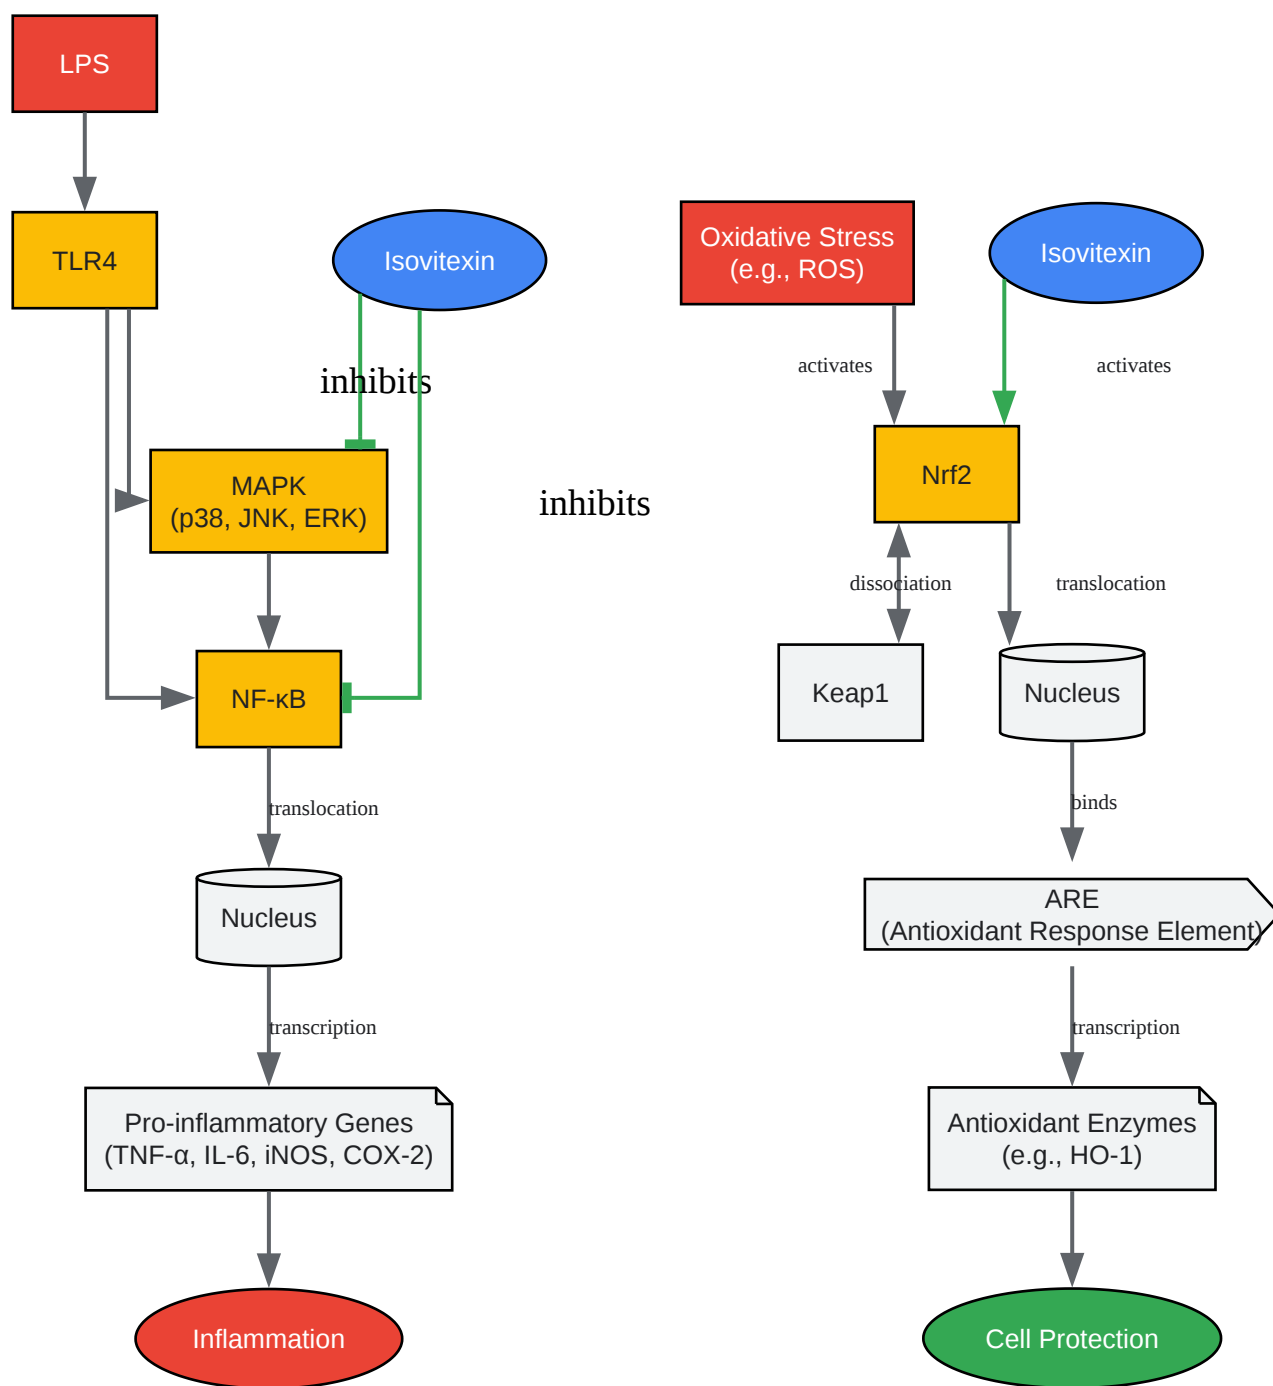 LPS
TLR4
Isovitexin
inhibits
MAPK
(p38, JNK, ERK)
inhibits
NF-κB
translocation
Nucleus
transcription
Pro-inflammatory Genes
(TNF-α, IL-6, iNOS, COX-2)
Inflammation
Oxidative Stress
(e.g., ROS)
Isovitexin
activates
activates
Nrf2
dissociation
translocation
Keap1
Nucleus
binds
ARE
(Antioxidant Response Element)
transcription
Antioxidant Enzymes
(e.g., HO-1)
Cell Protection